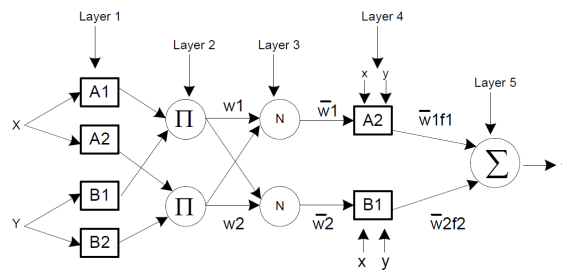 Layer 1
Layer 2
Layer 3
Layer 4
Layer 5
x y
A1
A2
B1
B2
X
Y
Π
Π
w1
w2
N
N
w̅1
w̅2
A2
B1
x y
w̅1f1
w̅2f2
∑